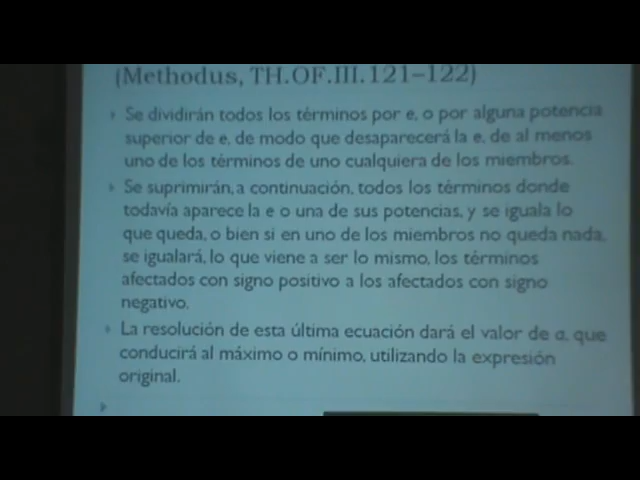 (Methodus, TH.OF.III.121–122)
Se dividirán todos los términos por e, o por alguna potencia
superior de e, de modo que desaparecerá la e, de al menos
uno de los términos de uno cualquiera de los miembros.
Se suprimirán, a continuación, todos los términos donde
todavía aparece la e o una de sus potencias, y se iguala lo
que queda, o bien si en uno de los miembros no queda nada,
se igualará, lo que viene a ser lo mismo, los términos
afectados con signo positivo a los afectados con signo
negativo.
La resolución de esta última ecuación dará el valor de a, que
conducirá al máximo o mínimo, utilizando la expresión
original.